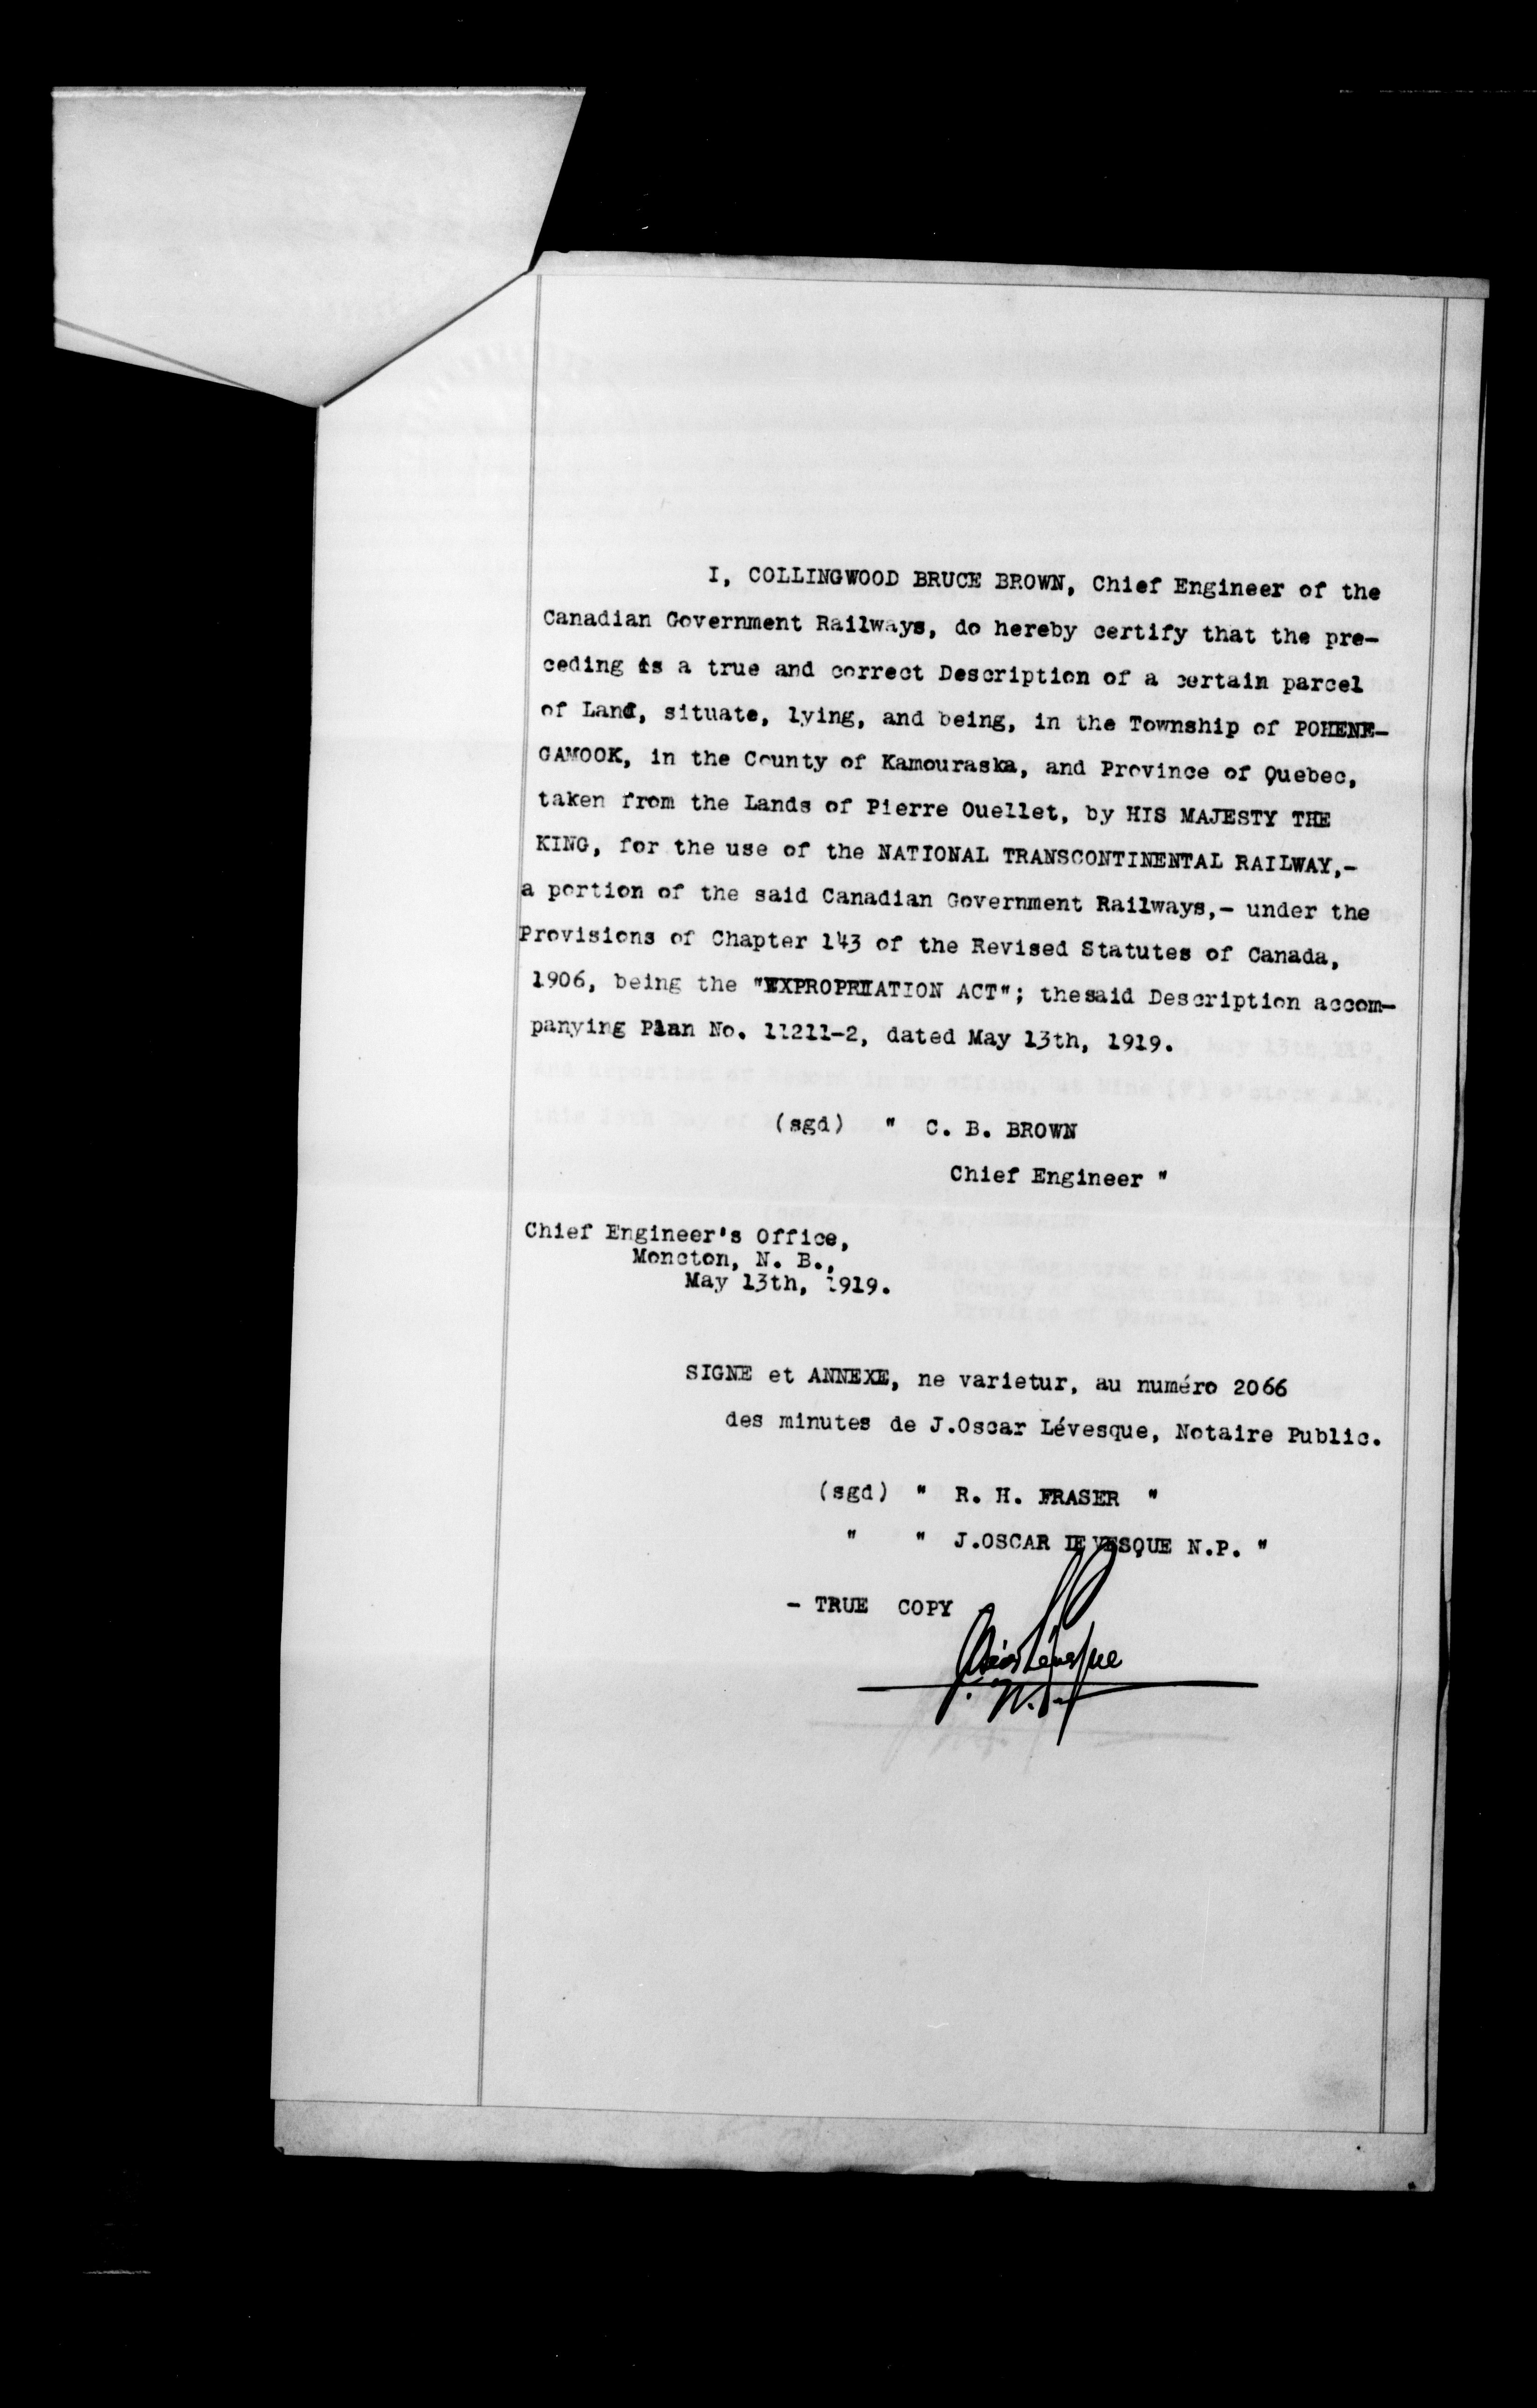 I, COLLINGWOOD BRUCE BROWN, Chief Engineer of the
Canadian Government Railways, do hereby certify that the pre-
ceding is a true and correct Description of a certain parcel
of Land, situate, lying, and being, in the Township of POHENE-
GAMOOK, in the County of Kamouraska, and Province of Quebec,
taken from the Lands of Pierre Ouellet, by HIS MAJESTY THE
KING, for the use of the NATIONAL TRANSCONTINENTAL RAILWAY,-
a portion of the said Canadian Government Railways,- under the
Provisions of Chapter 143 of the Revised Statutes of Canada,
1906, being the "EXPROPRIATION ACT"; thesaid Description accom-
panying Plan No. 11211-2, dated May 13th, 1919.
(sgd) " C. B. BROWN
Chief Engineer "
Chief Engineer's Office,
Moncton, N. B.,
May 13th, 1919.
SIGNE et ANNEXE, ne varietur, au numéro 2066
des minutes de J.Oscar Lévesque, Notaire Public.
(sgd) " R. H. FRASER "
" " J.OSCAR LEVESQUE N.P. "
- TRUE COPY